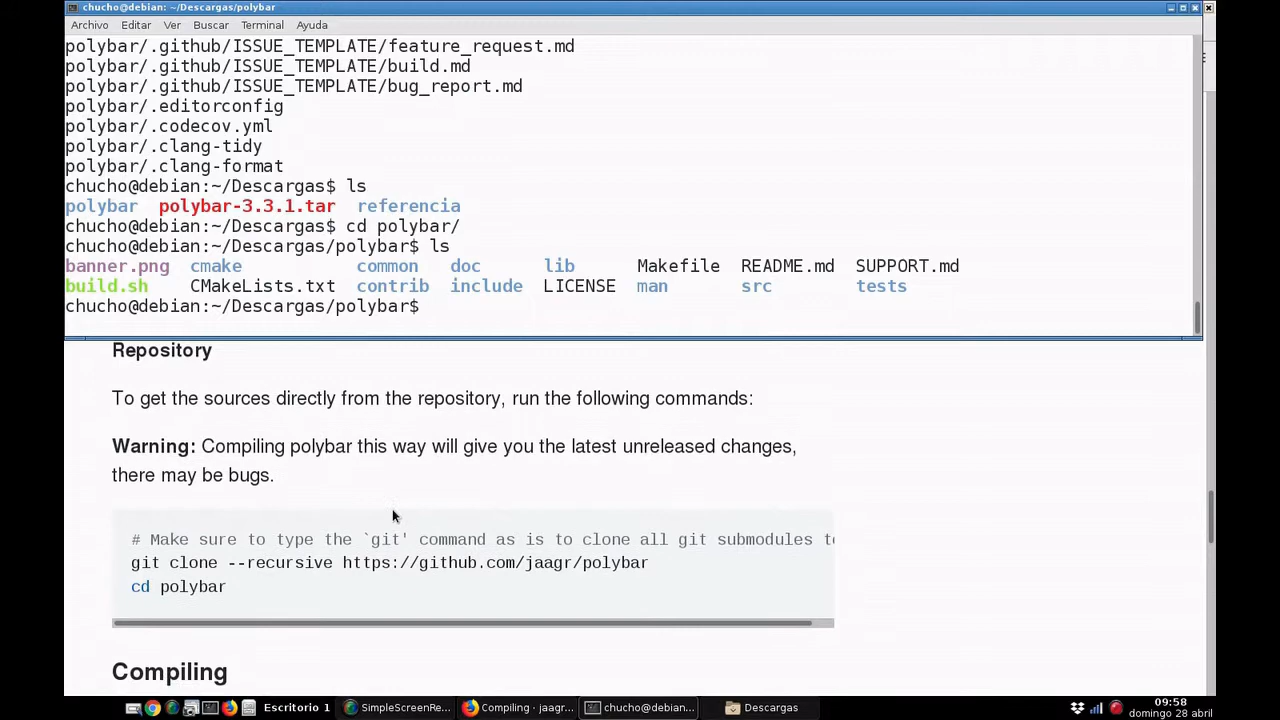 chucho@debian: ~/Descargas/polybar
Archivo Editar Ver Buscar Terminal Ayuda
polybar/.github/ISSUE_TEMPLATE/feature_request.md
polybar/.github/ISSUE_TEMPLATE/build.md
polybar/.github/ISSUE_TEMPLATE/bug_report.md
polybar/.editorconfig
polybar/.codecov.yml
polybar/.clang-tidy
polybar/.clang-format
chucho@debian:~/Descargas$ ls
polybar polybar-3.3.1.tar referencia
chucho@debian:~/Descargas$ cd polybar/
chucho@debian:~/Descargas/polybar$ ls
banner.png cmake common doc lib Makefile README.md SUPPORT.md
build.sh CMakeLists.txt contrib include LICENSE man src tests
chucho@debian:~/Descargas/polybar$
Repository
To get the sources directly from the repository, run the following commands:
Warning: Compiling polybar this way will give you the latest unreleased changes,
there may be bugs.
# Make sure to type the `git' command as is to clone all git submodules to
git clone --recursive https://github.com/jaagr/polybar
cd polybar
Compiling
Escritorio 1 SimpleScreenRe... Compiling · jaagr... chucho@debian... Descargas 09:58
domingo 28 abril